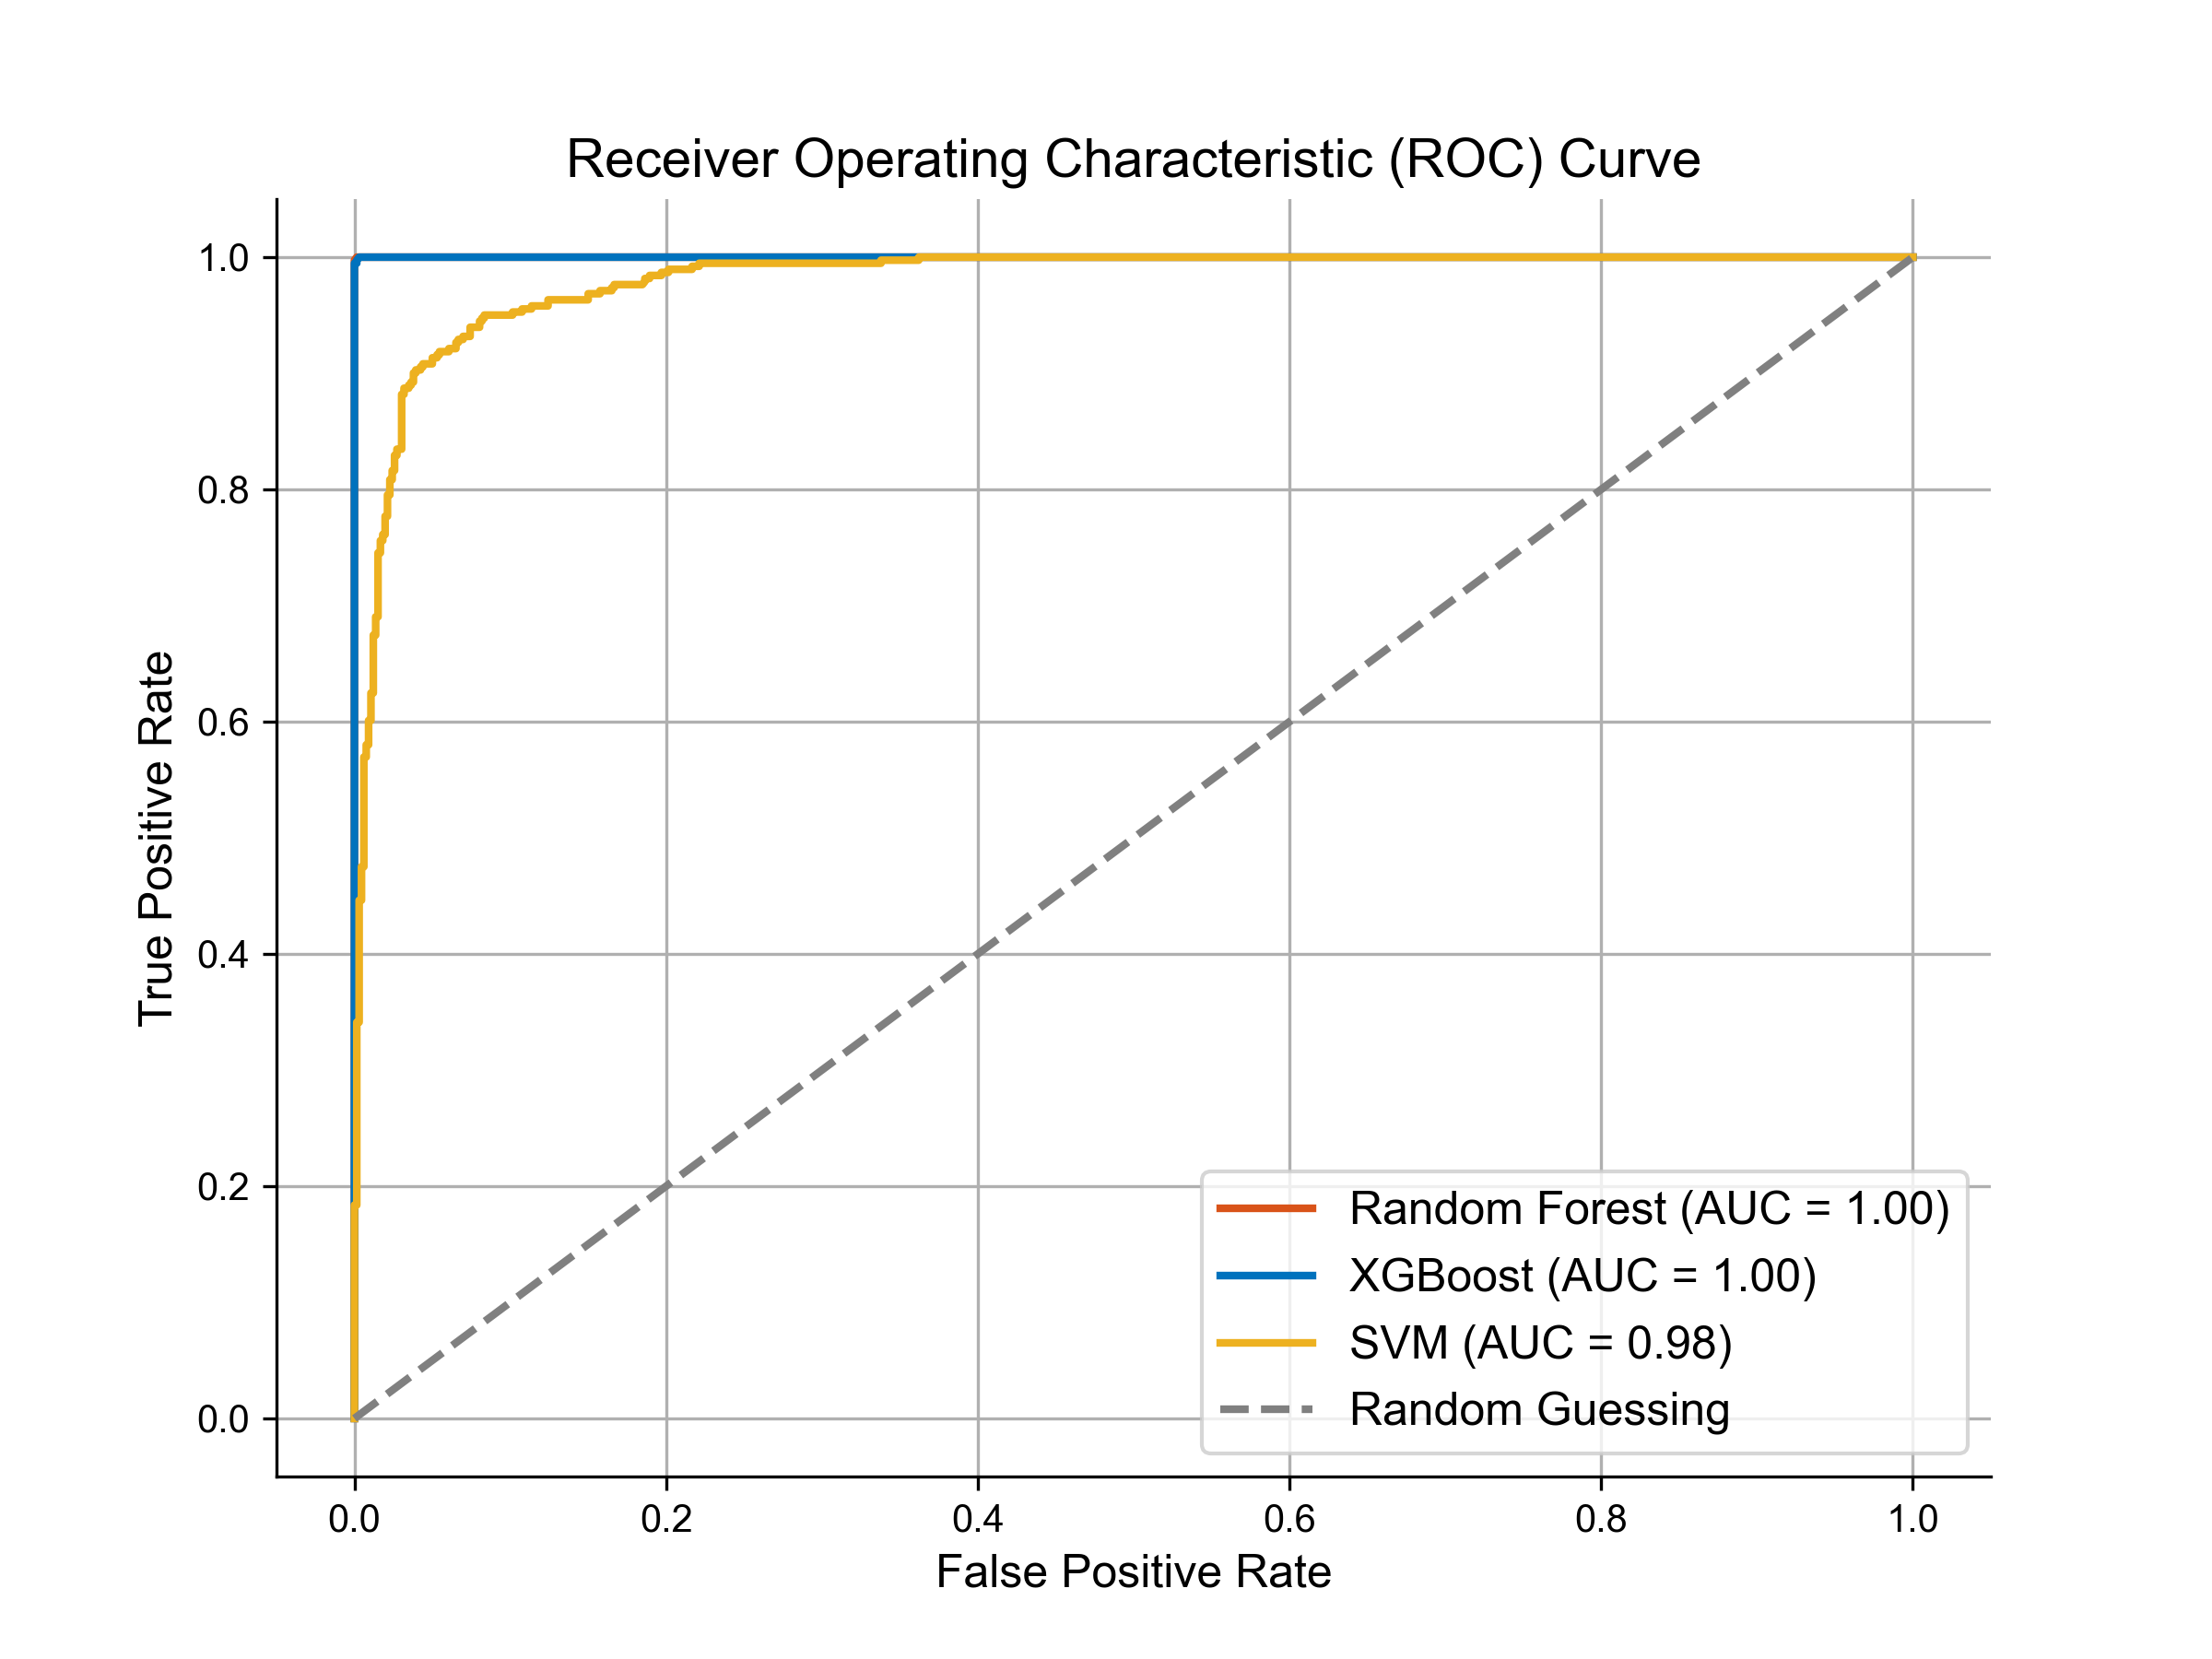 Receiver Operating Characteristic (ROC) Curve
1.0
0.8
0.6
0.4
0.2
0.0
True Positive Rate
Random Forest (AUC = 1.00)
XGBoost (AUC = 1.00)
SVM (AUC = 0.98)
Random Guessing
0.0 0.2 0.4 0.6 0.8 1.0
False Positive Rate